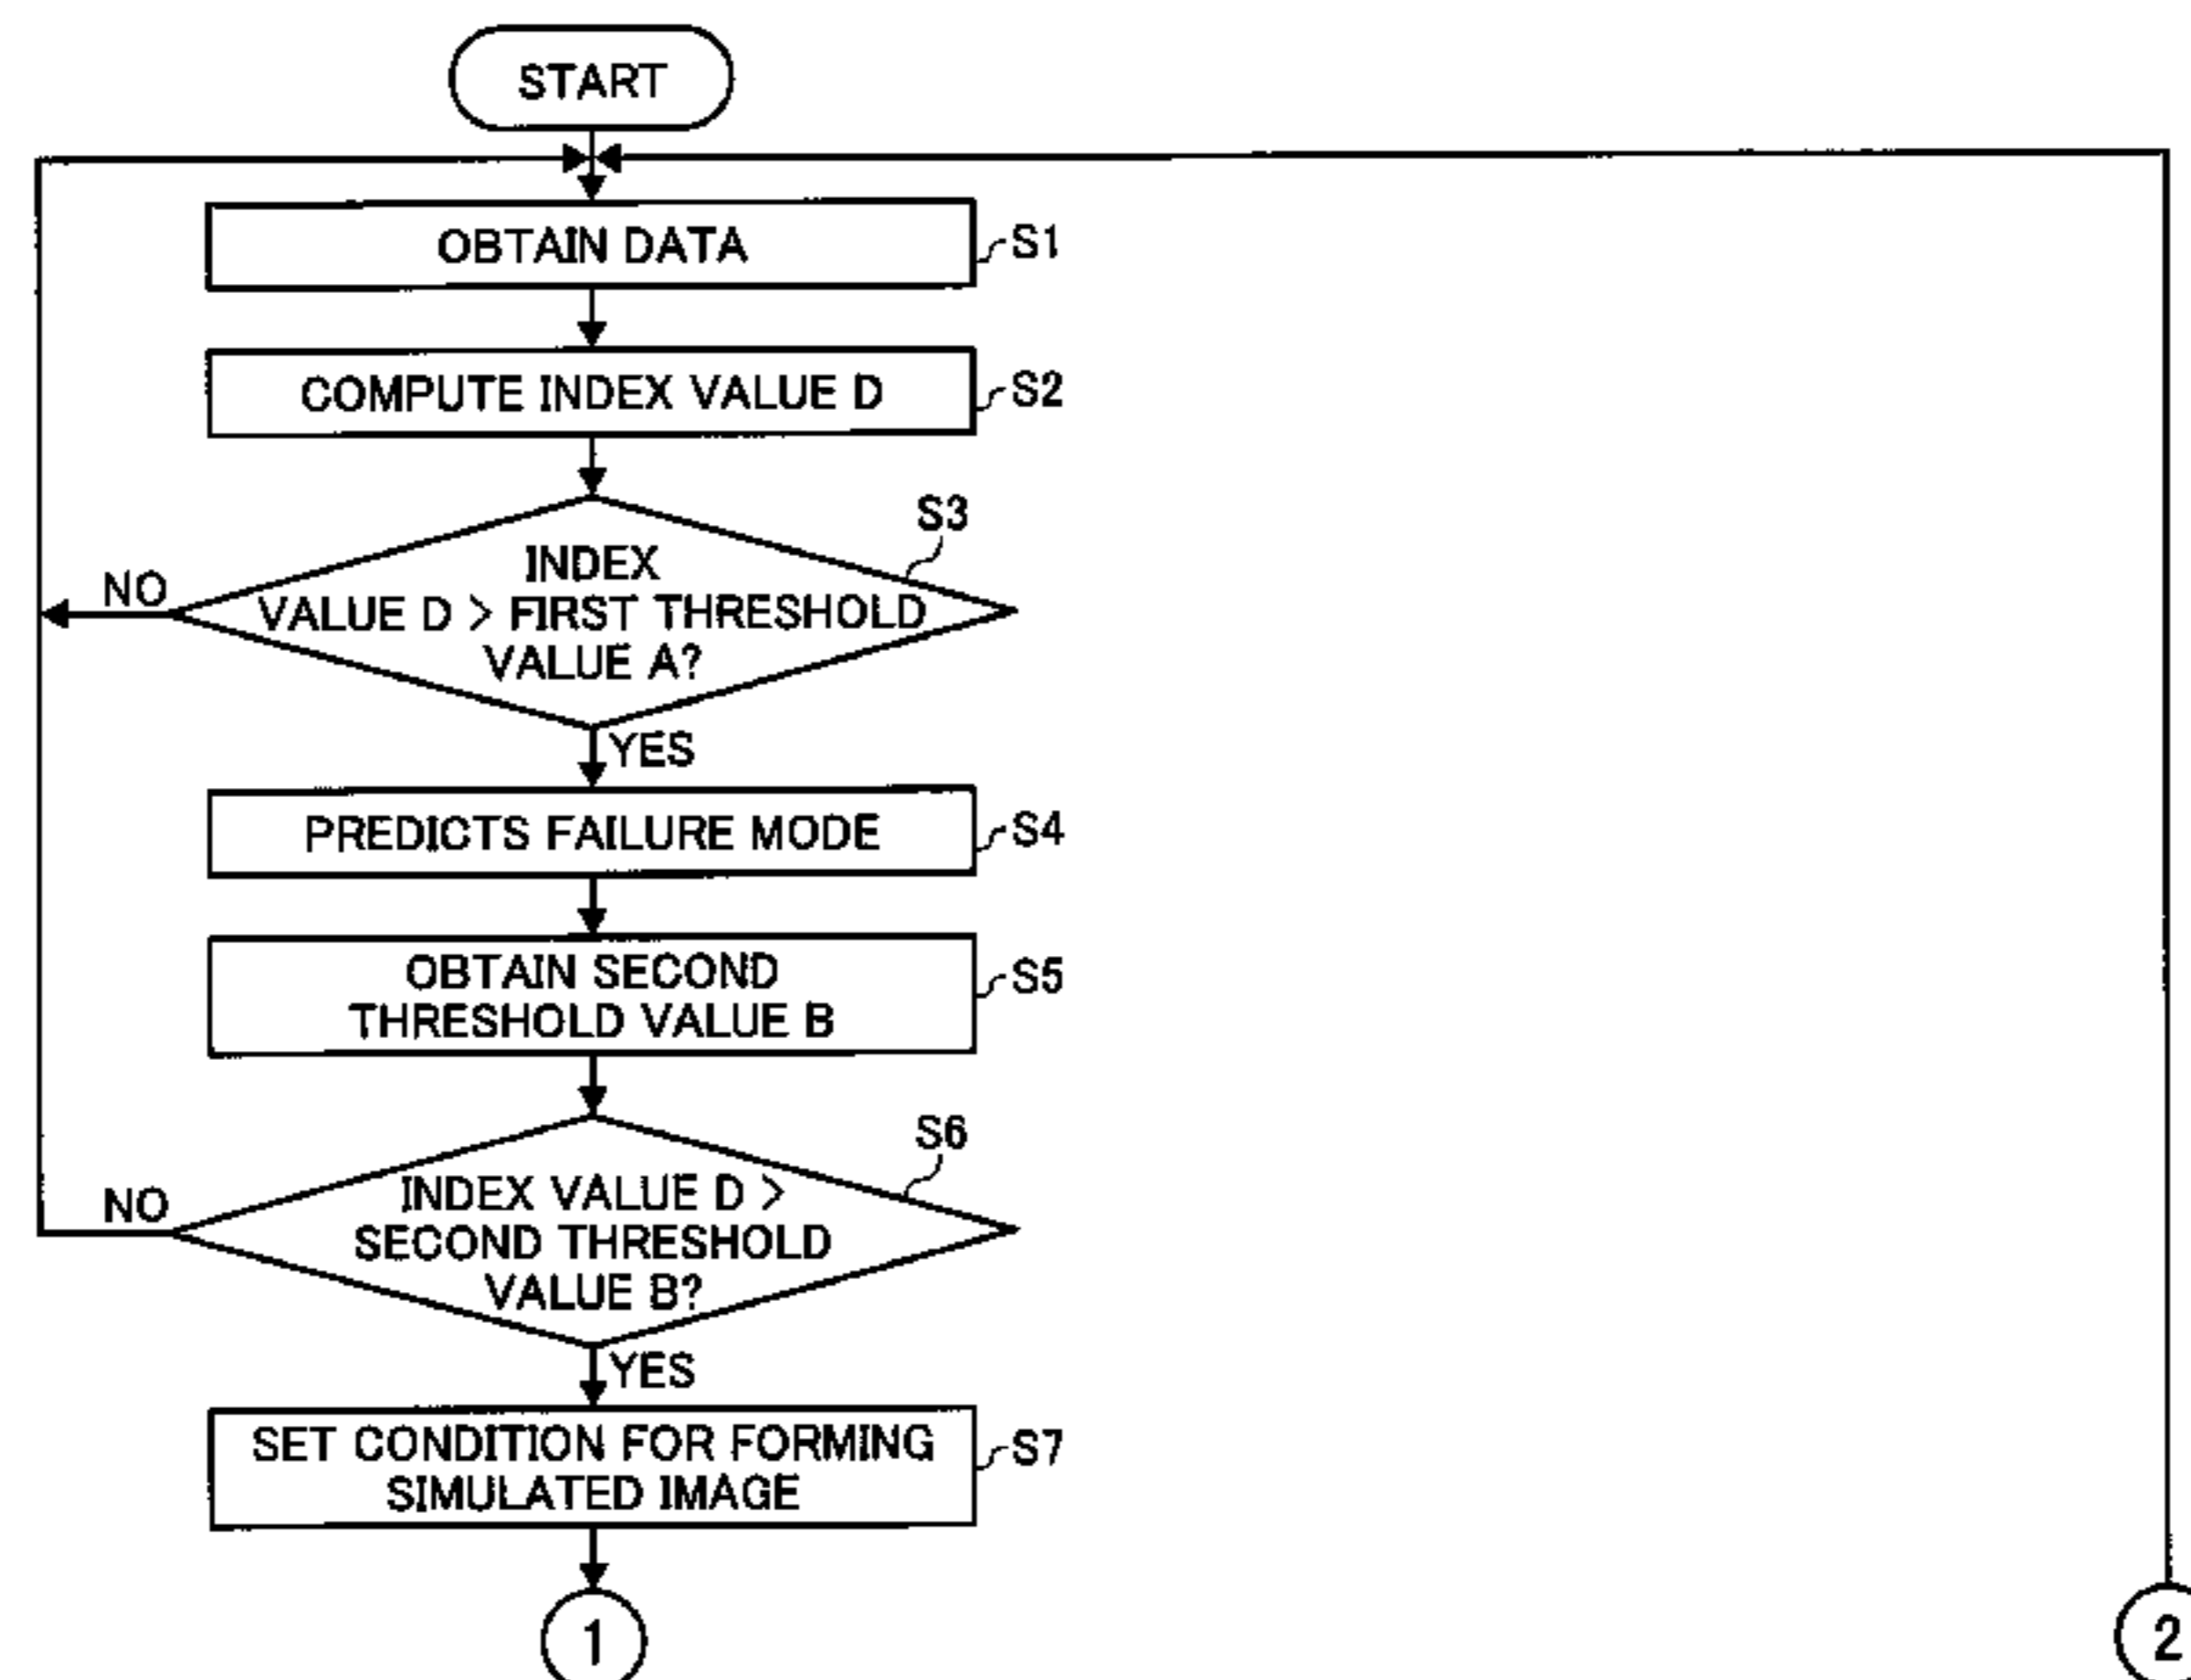 START
OBTAIN DATA
S1
COMPUTE INDEX VALUE D
S2
S3
INDEX
VALUE D > FIRST THRESHOLD
VALUE A?
NO
YES
PREDICTS FAILURE MODE
S4
OBTAIN SECOND
THRESHOLD VALUE B
S5
S6
INDEX VALUE D >
SECOND THRESHOLD
VALUE B?
NO
YES
SET CONDITION FOR FORMING
SIMULATED IMAGE
S7
1
2